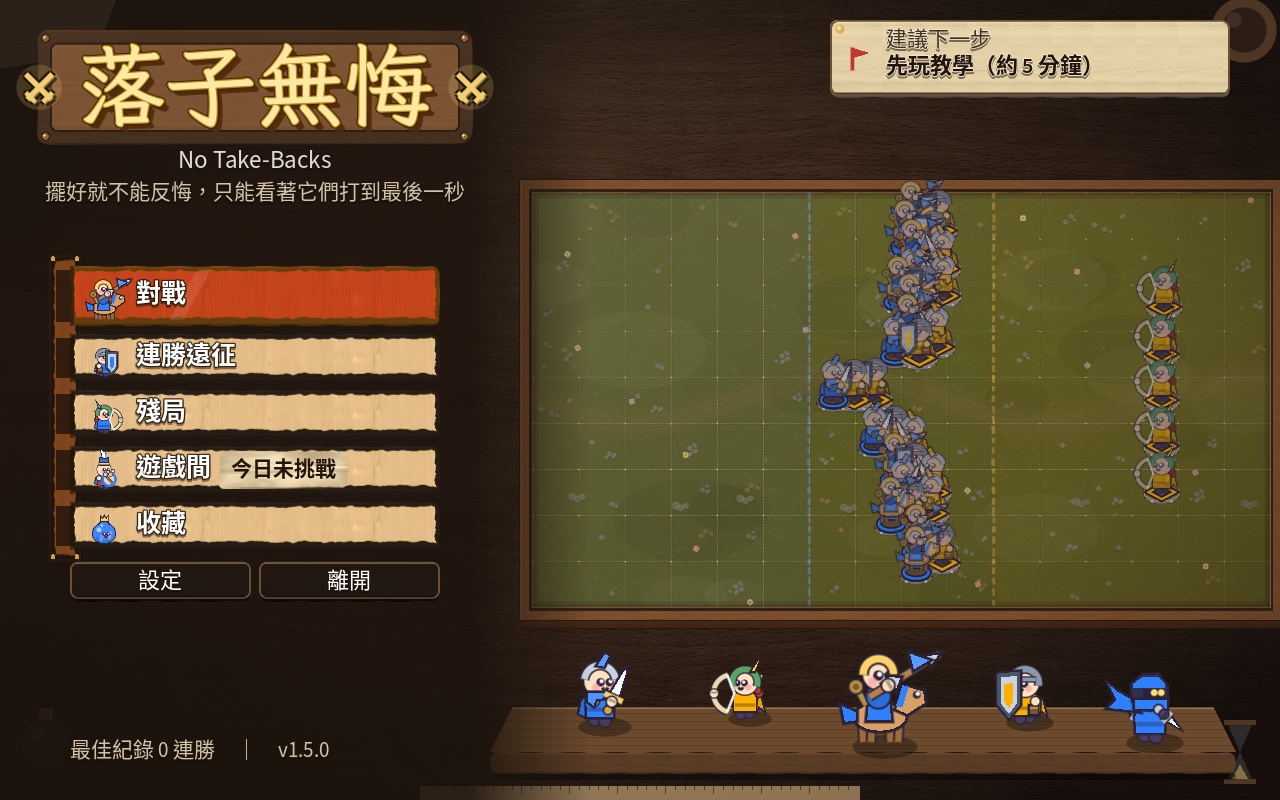 落子無悔
No Take-Backs
擺好就不能反悔，只能看著它們打到最後一秒
建議下一步
先玩教學（約 5 分鐘）
對戰
連勝遠征
殘局
遊戲間 今日未挑戰
收藏
設定 離開
最佳紀錄 0 連勝 | v1.5.0